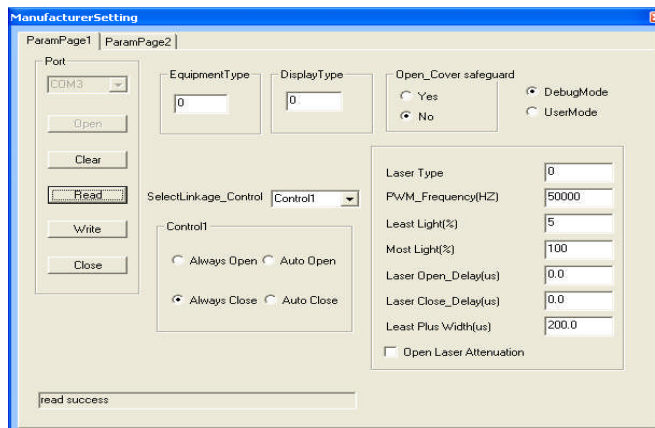 ManufacturerSetting
ParamPage1 ParamPage2
Port
COM3
Open
Clear
Read
Write
Close
EquipmentType
0
DisplayType
0
Open_Cover safeguard
Yes
No
DebugMode
UserMode
SelectLinkage_Control Control1
Control1
Always Open Auto Open
Always Close Auto Close
Laser Type 0
PWM_Frequency(HZ) 50000
Least Light(%) 5
Most Light(%) 100
Laser Open_Delay(us) 0.0
Laser Close_Delay(us) 0.0
Least Plus Width(us) 200.0
Open Laser Attenuation
read success